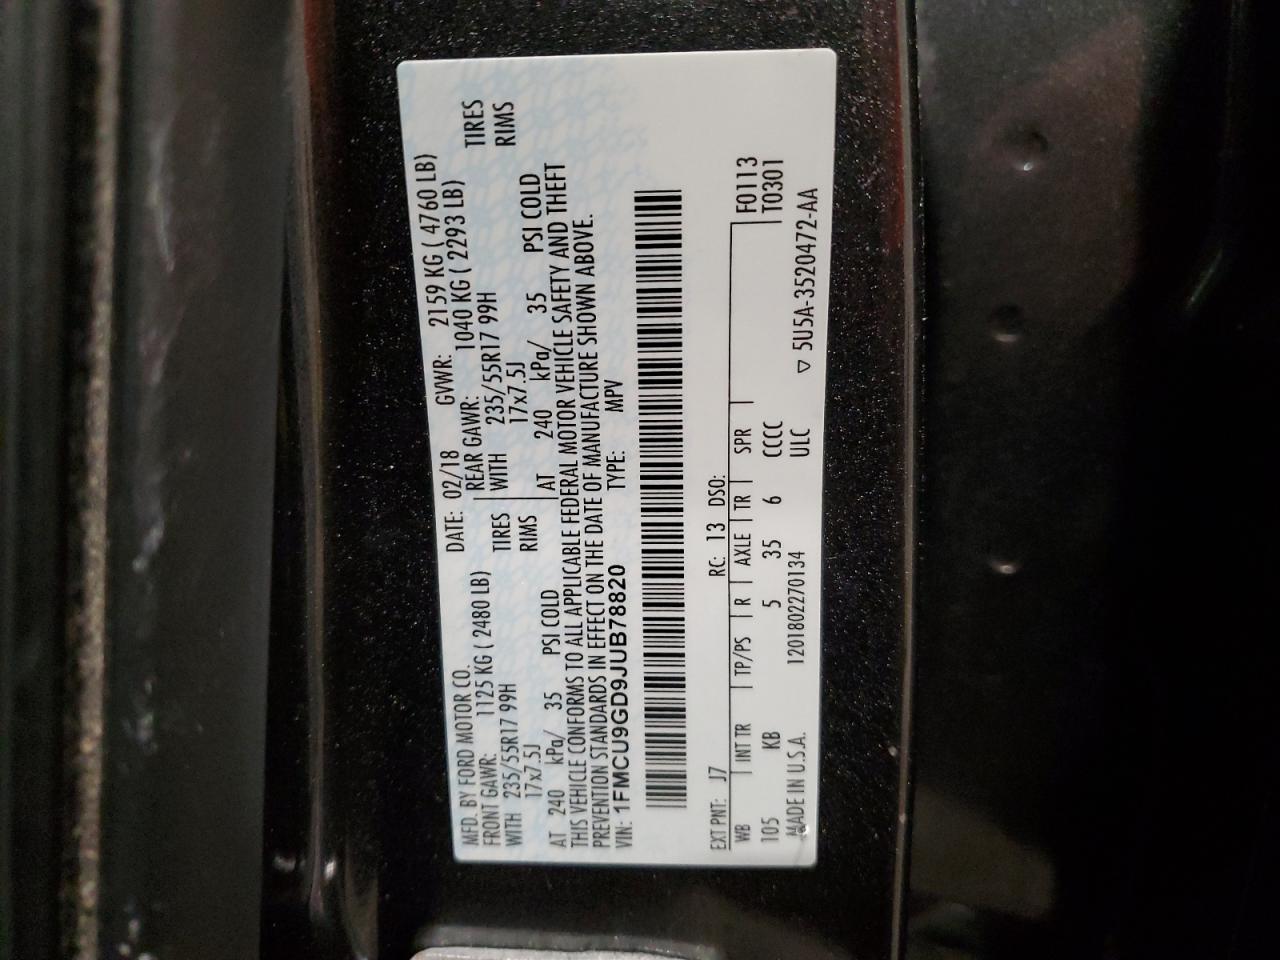 MFD. BY FORD MOTOR CO. DATE: 02/18 GVWR: 2159 KG ( 4760 LB)
FRONT GAWR: 1125 KG ( 2480 LB) REAR GAWR: 1040 KG ( 2293 LB)
WITH 235/55R17 99H TIRES WITH 235/55R17 99H TIRES
17x7.5J RIMS 17x7.5J RIMS
AT 240 kPa/ 35 PSI COLD AT 240 kPa/ 35 PSI COLD
THIS VEHICLE CONFORMS TO ALL APPLICABLE FEDERAL MOTOR VEHICLE SAFETY AND THEFT
PREVENTION STANDARDS IN EFFECT ON THE DATE OF MANUFACTURE SHOWN ABOVE.
VIN: 1FMCU9GD9JUB78820 TYPE: MPV
EXT PNT: J7 RC: 13 DSO:
WB INT TR TP/PS R AXLE TR SPR F0113
105 KB 5 35 6 CCCC T0301
MADE IN U.S.A. 1201802270134 ULC ▽ 5U5A-3520472-AA